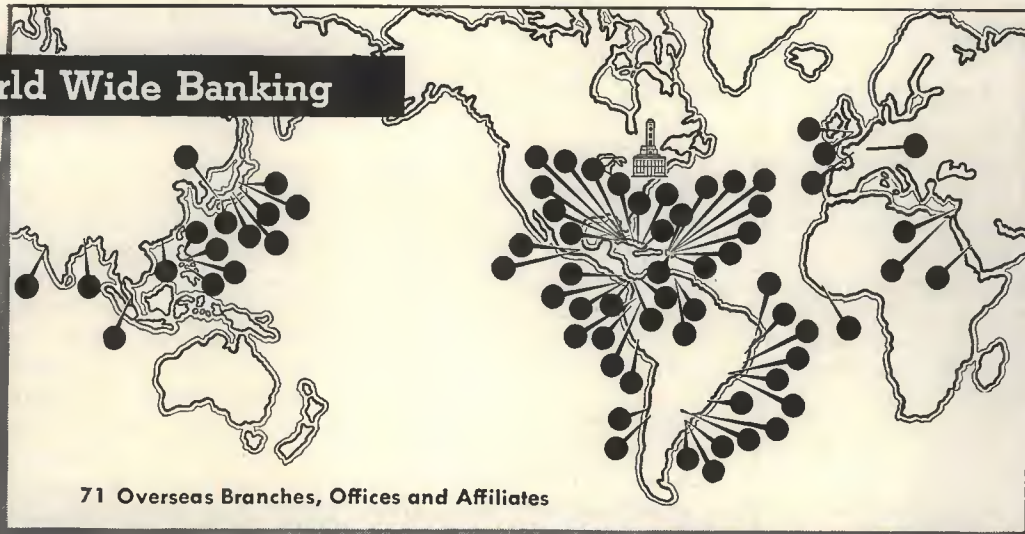 rld Wide Banking
71 Overseas Branches, Offices and Affiliates